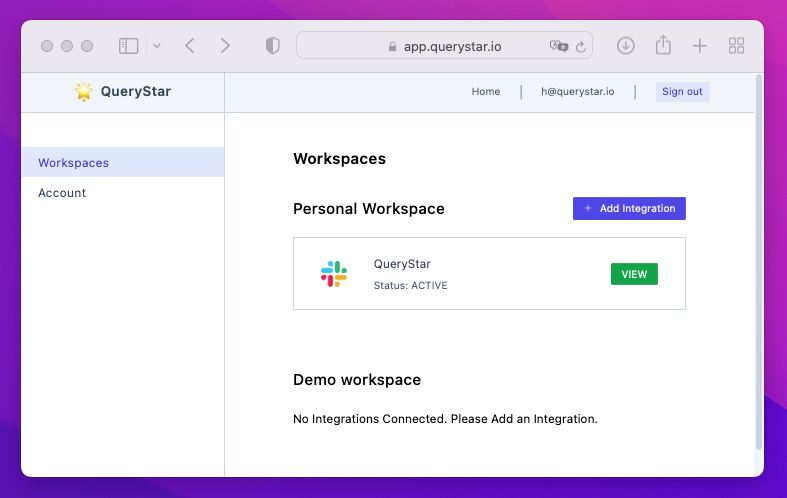 app.querystar.io
QueryStar
Home | h@querystar.io | Sign out
Workspaces
Account
Workspaces
Personal Workspace
+ Add Integration
QueryStar
Status: ACTIVE
VIEW
Demo workspace
No Integrations Connected. Please Add an Integration.